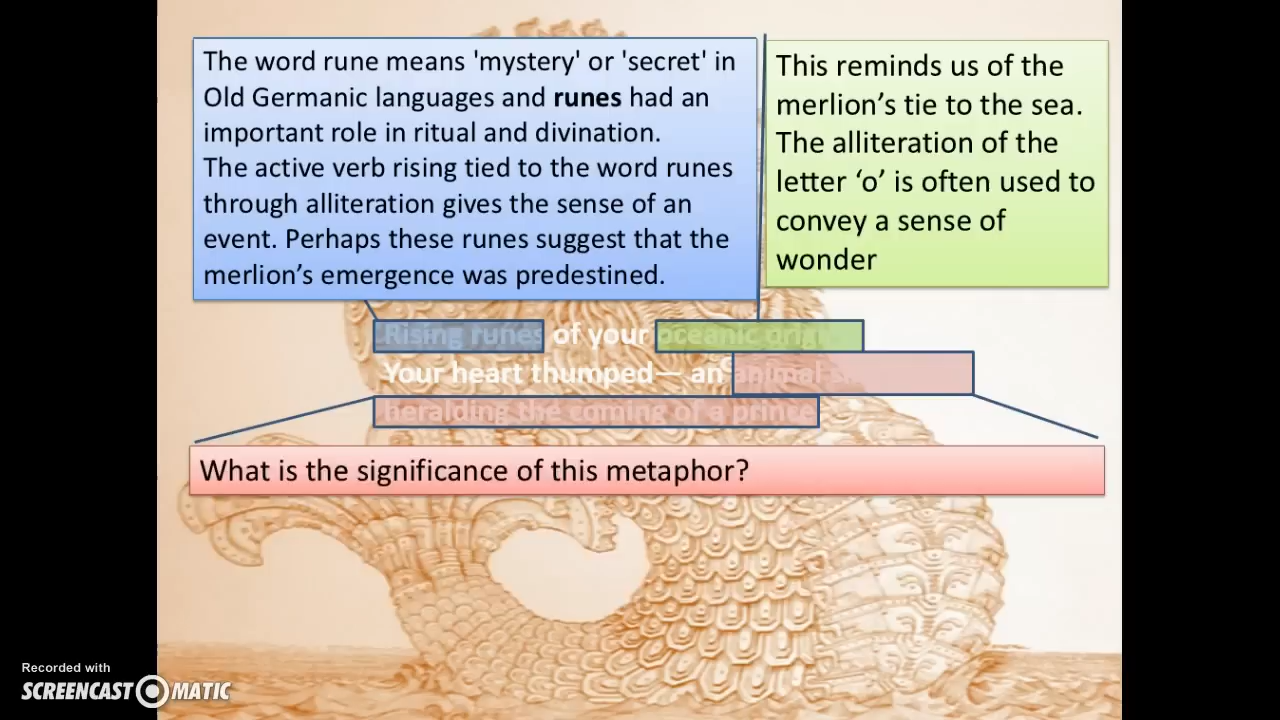 The word rune means 'mystery' or 'secret' in
Old Germanic languages and runes had an
important role in ritual and divination.
The active verb rising tied to the word runes
through alliteration gives the sense of an
event. Perhaps these runes suggest that the
merlion’s emergence was predestined.
This reminds us of the
merlion’s tie to the sea.
The alliteration of the
letter ‘o’ is often used to
convey a sense of
wonder
Rising runes of your oceanic
Your heart thumped— an animal
heralding the coming of a prince
What is the significance of this metaphor?
Recorded with
SCREENCAST MATIC